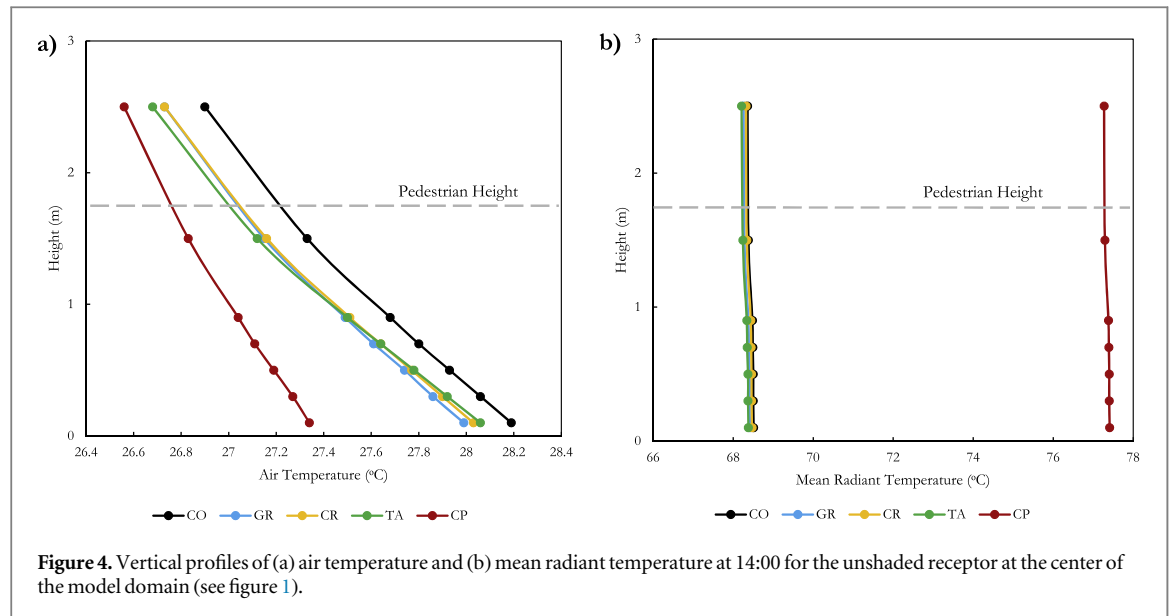 a)
3
2
1
0
Height (m)
Pedestrian Height
26.4 26.6 26.8 27 27.2 27.4 27.6 27.8 28 28.2 28.4
Air Temperature (ºC)
CO GR CR TA CP
b)
3
2
1
0
Height (m)
Pedestrian Height
66 68 70 72 74 76 78
Mean Radiant Temperature (ºC)
CO GR CR TA CP
Figure 4. Vertical profiles of (a) air temperature and (b) mean radiant temperature at 14:00 for the unshaded receptor at the center of
the model domain (see figure 1).